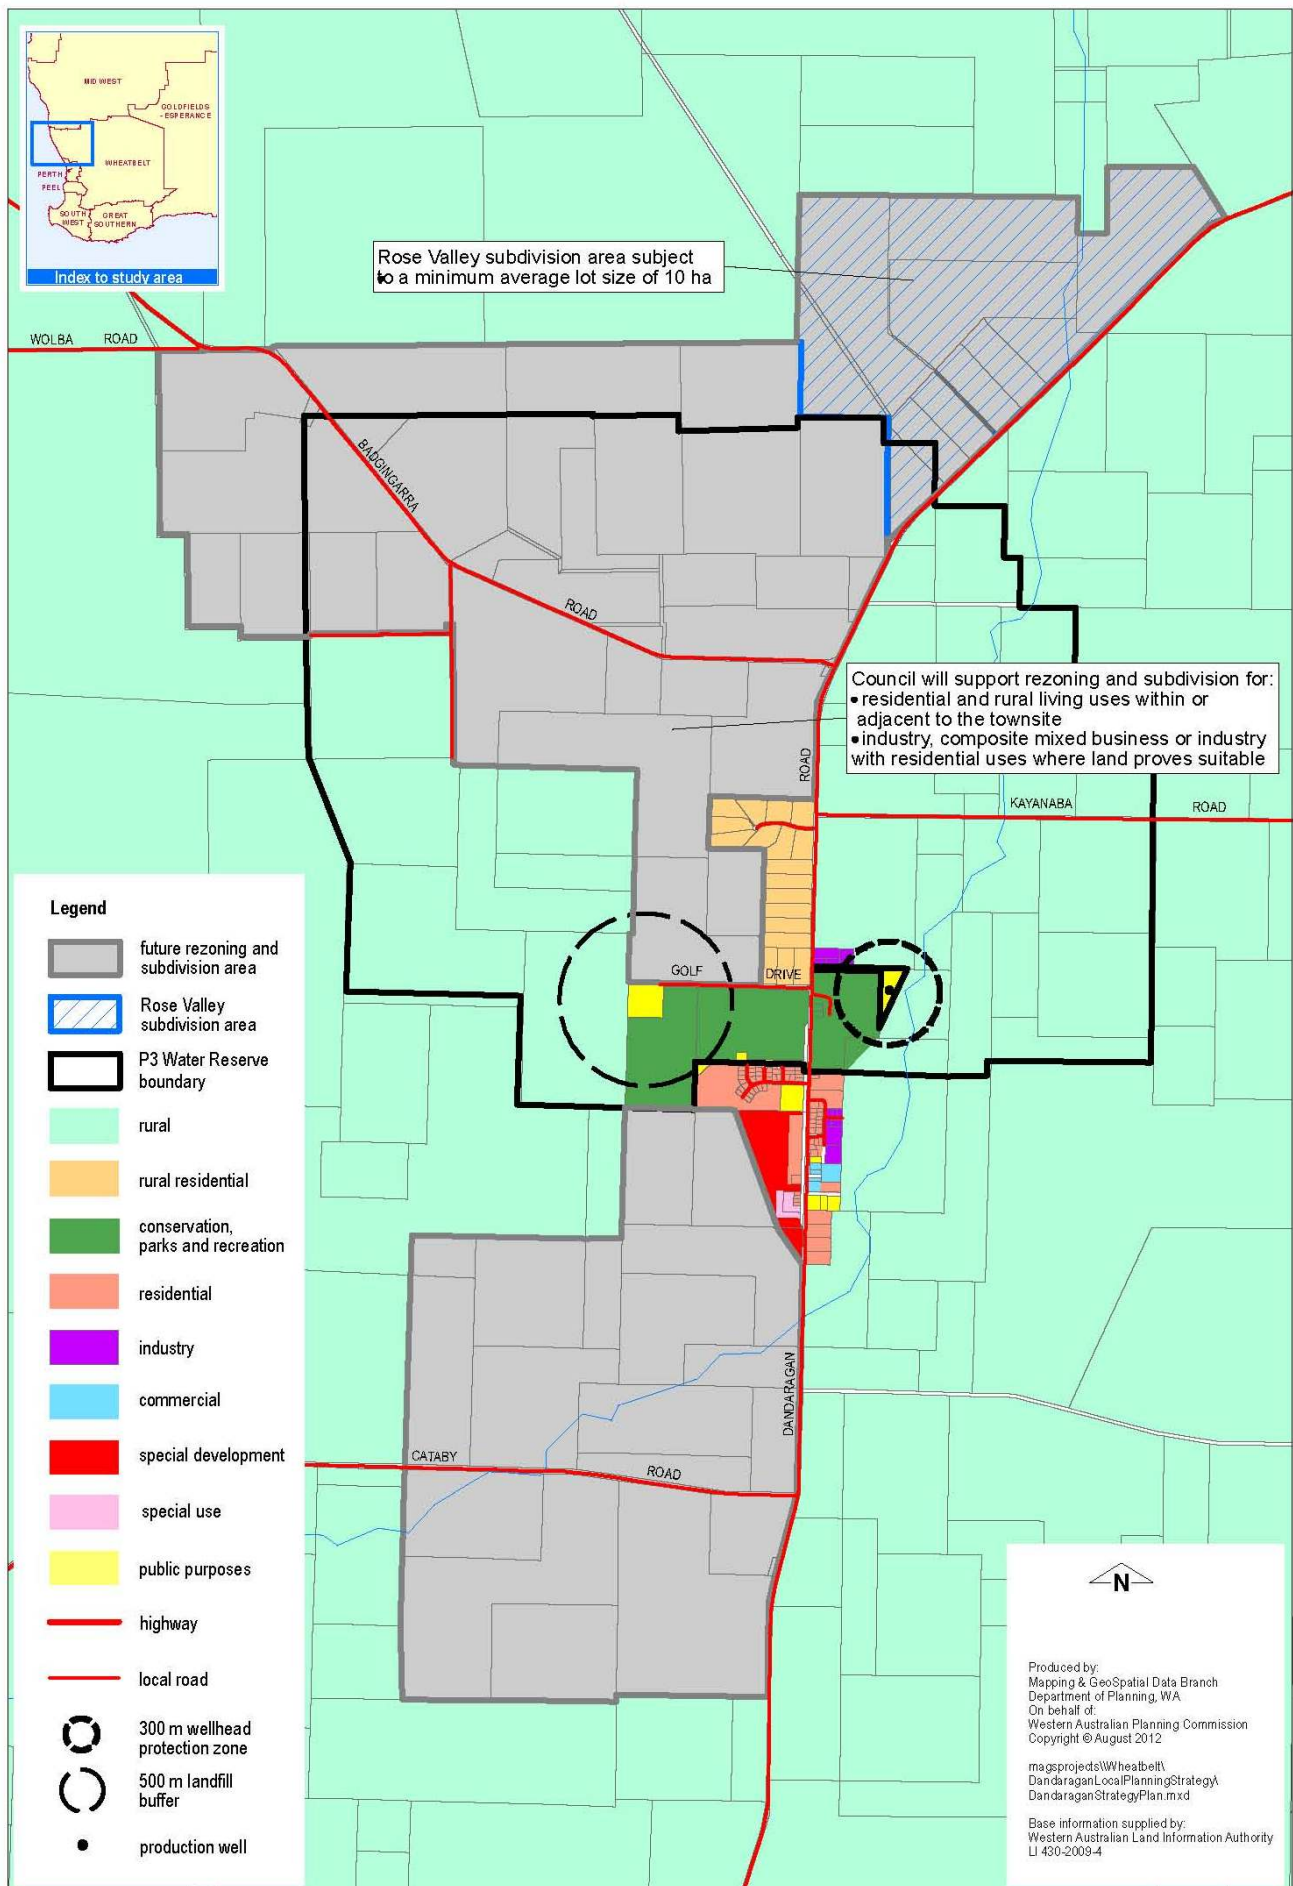 MID WEST
GOLDFIELDS
- ESPERANCE
WHEATBELT
PERTH
PEEL
SOUTH
WEST
GREAT
SOUTHERN
Index to study area
Rose Valley subdivision area subject
to a minimum average lot size of 10 ha
WOLBA ROAD
BADGINGARRA
ROAD
Council will support rezoning and subdivision for:
• residential and rural living uses within or
adjacent to the townsite
• industry, composite mixed business or industry
with residential uses where land proves suitable
ROAD
KAYANABA ROAD
GOLF DRIVE
DANDARAGAN
CATABY ROAD
Legend
future rezoning and
subdivision area
Rose Valley
subdivision area
P3 Water Reserve
boundary
rural
rural residential
conservation,
parks and recreation
residential
industry
commercial
special development
special use
public purposes
highway
local road
300 m wellhead
protection zone
500 m landfill
buffer
production well
N
Produced by:
Mapping & GeoSpatial Data Branch
Department of Planning, WA
On behalf of:
Western Australian Planning Commission
Copyright © August 2012
magsprojects\\Wheatbelt\
DandaraganLocalPlanningStrategy\
DandaraganStrategyPlan.mxd
Base information supplied by:
Western Australian Land Information Authority
LI 430-2009-4